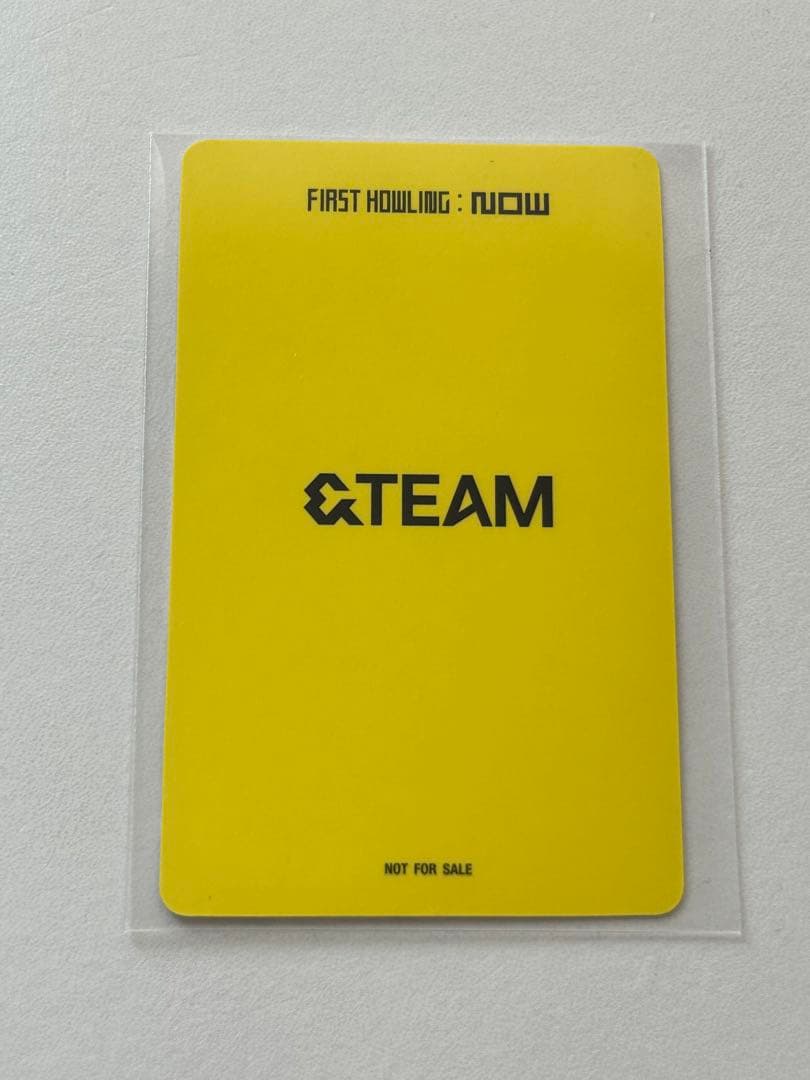 FIRST HOWLING : NOW
&TEAM
NOT FOR SALE